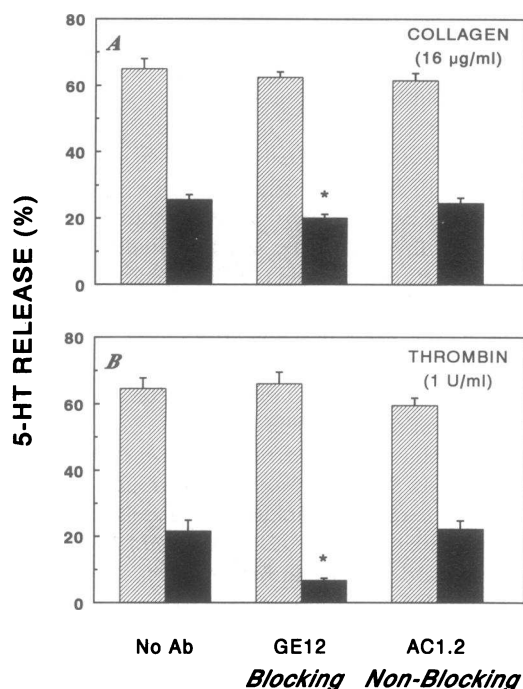 80
A
COLLAGEN
(16 µg/ml)
60
40
*
20
0
5-HT RELEASE (%)
80
B
THROMBIN
(1 U/ml)
60
40
*
20
0
No Ab GE12 AC1.2
Blocking Non-Blocking